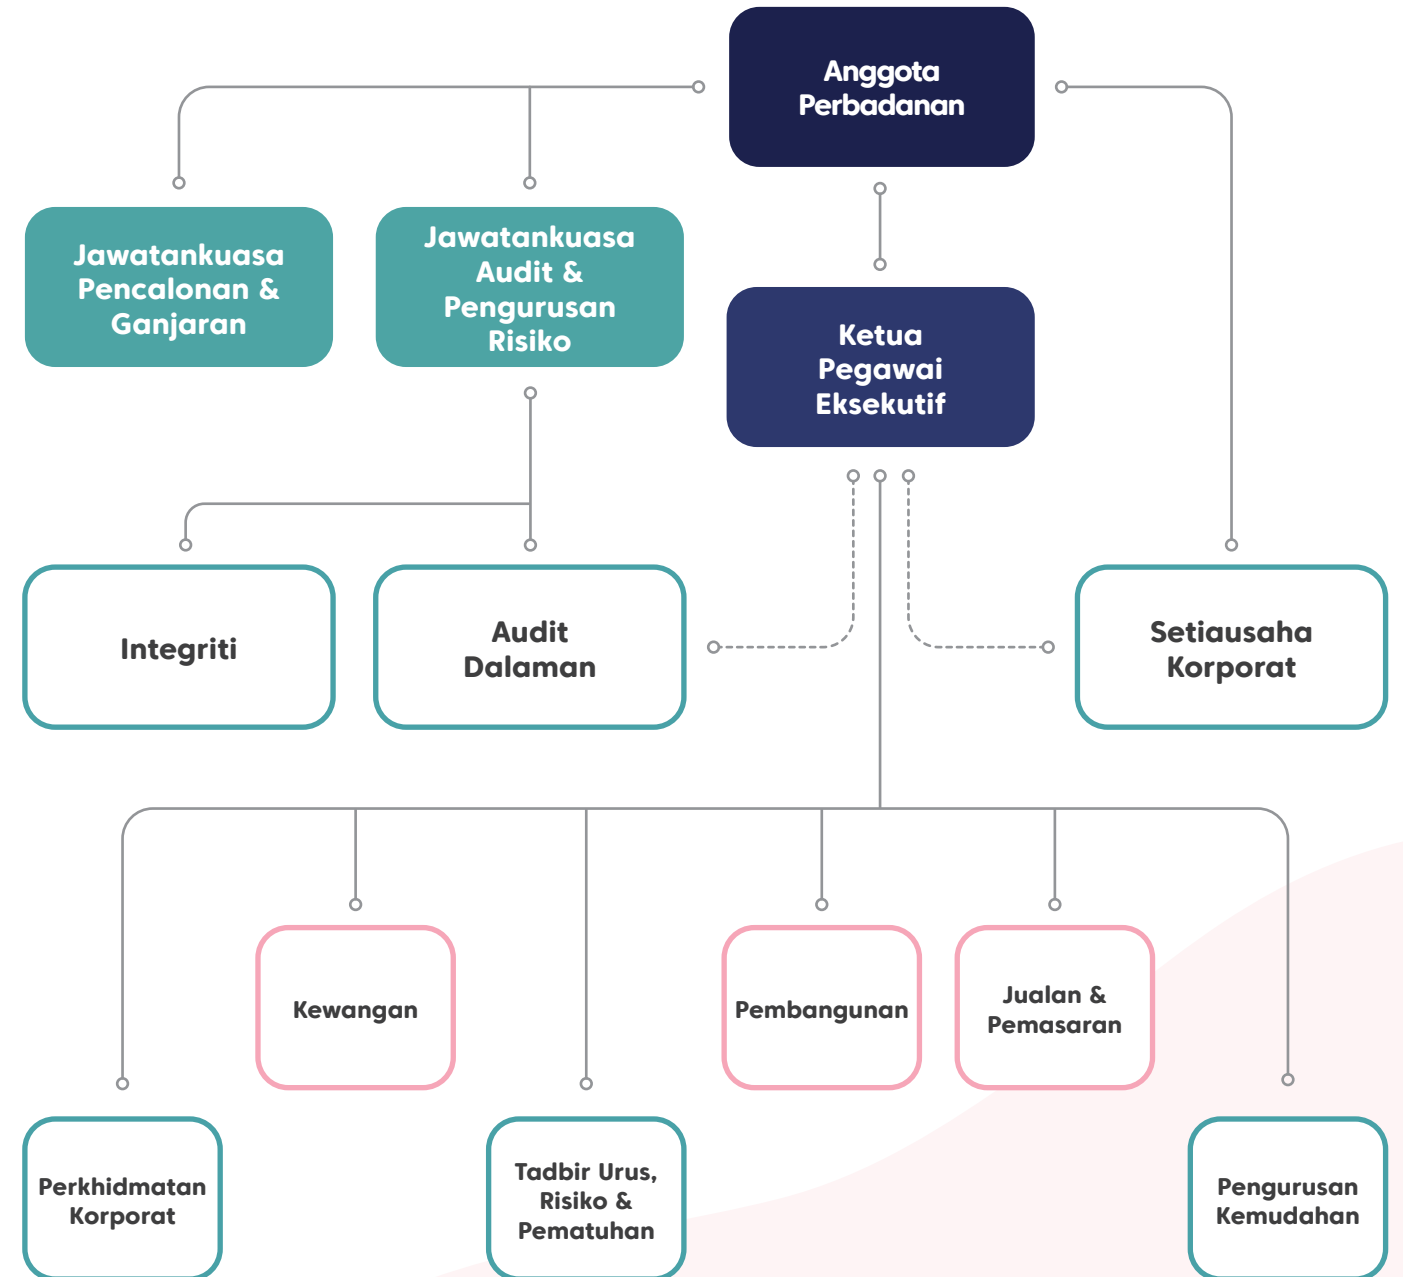 Anggota
Perbadanan
Jawatankuasa
Pencalonan &
Ganjaran
Jawatankuasa
Audit &
Pengurusan
Risiko
Ketua
Pegawai
Eksekutif
Integriti
Audit
Dalaman
Setiausaha
Korporat
Kewangan
Pembangunan
Jualan &
Pemasaran
Perkhidmatan
Korporat
Tadbir Urus,
Risiko &
Pematuhan
Pengurusan
Kemudahan